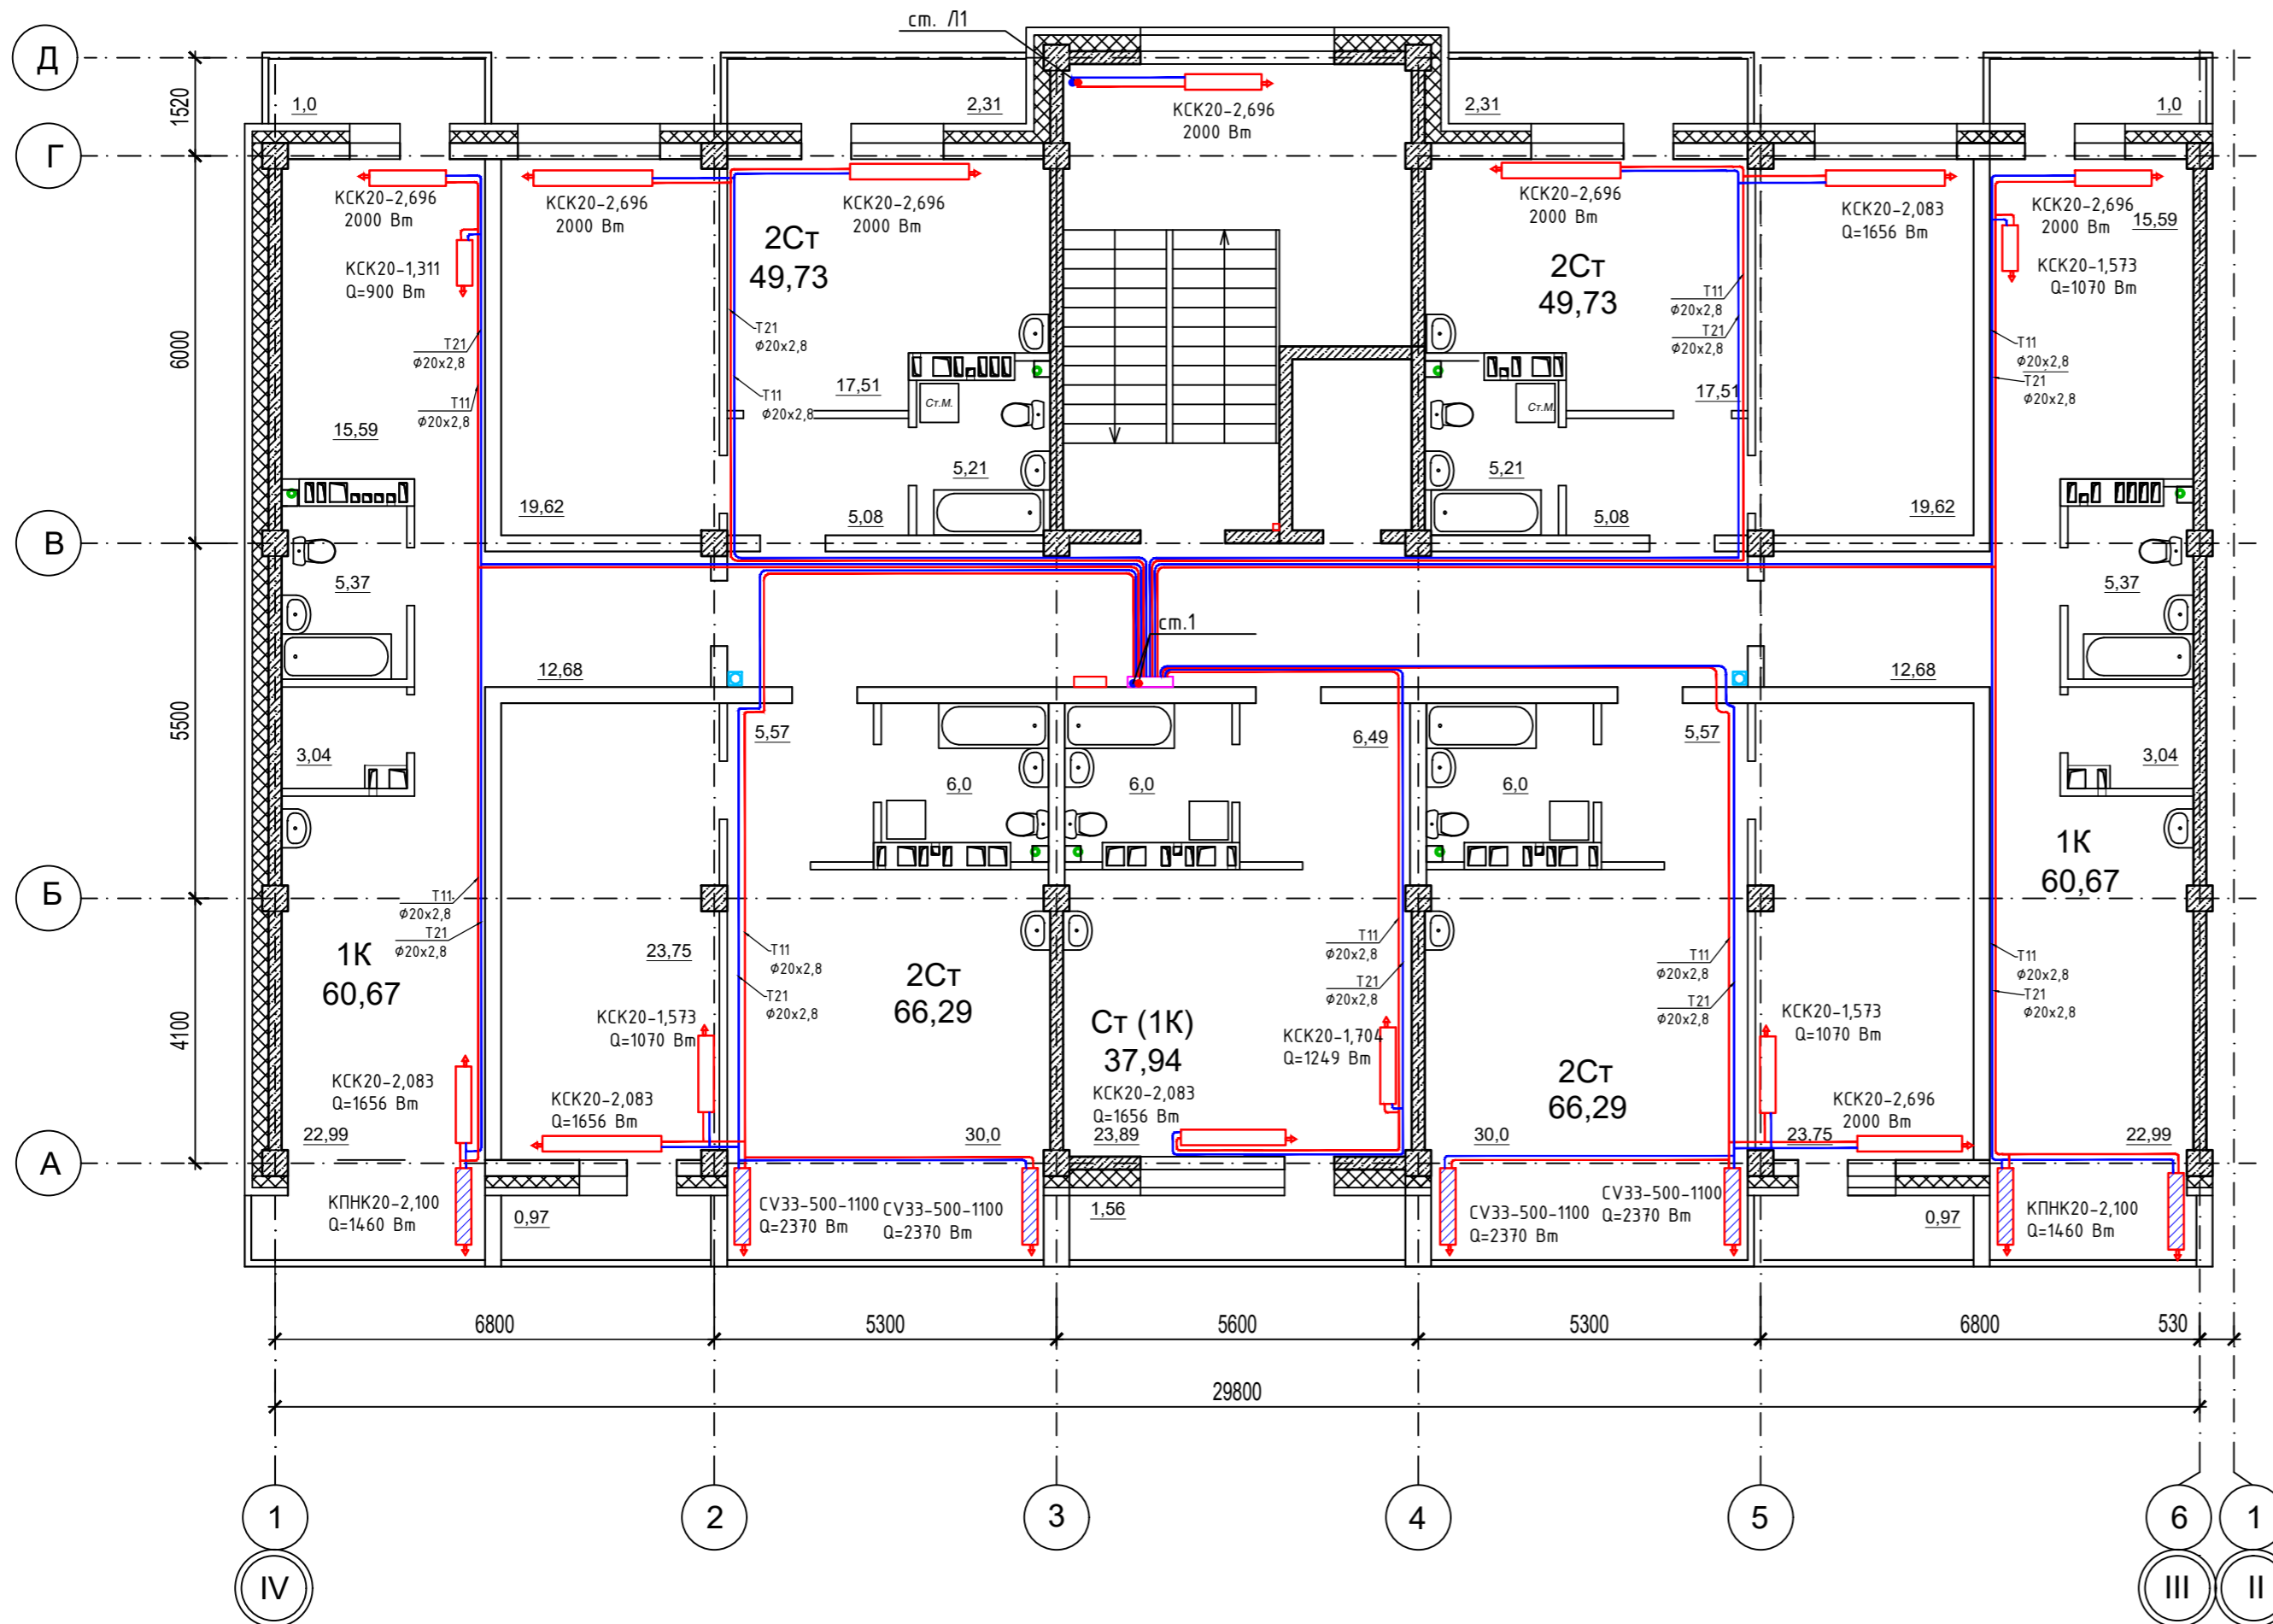 ст. Л1
Д
1520
1,0
2,31
КСК20-2,696
2000 Вт
2,31
1,0
Г
КСК20-2,696
2000 Вт
КСК20-2,696
2000 Вт
КСК20-2,696
2000 Вт
КСК20-2,696
2000 Вт
КСК20-2,083
Q=1656 Вт
КСК20-2,696
2000 Вт
15,59
КСК20-1,311
Q=900 Вт
2Ст
49,73
2Ст
49,73
КСК20-1,573
Q=1070 Вт
6000
Т21
ф20х2,8
Т11
ф20х2,8
Т21
ф20х2,8
Т11
ф20х2,8
Т11
ф20х2,8
Т21
ф20х2,8
Т11
ф20х2,8
Т21
ф20х2,8
15,59
17,51
Ст.М.
Ст.М.
17,51
19,62
5,21
5,08
5,21
5,08
19,62
В
5,37
5,37
ст.1
5500
12,68
12,68
3,04
5,57
6,0
6,0
6,49
6,0
5,57
3,04
Б
Т11
ф20х2,8
Т21
ф20х2,8
1К
60,67
23,75
Т11
ф20х2,8
Т21
ф20х2,8
2Ст
66,29
Т11
ф20х2,8
Т21
ф20х2,8
Т11
ф20х2,8
Т21
ф20х2,8
1К
60,67
Т11
ф20х2,8
Т21
ф20х2,8
4100
КСК20-1,573
Q=1070 Вт
Ст (1К)
37,94
КСК20-1,704
Q=1249 Вт
КСК20-1,573
Q=1070 Вт
КСК20-2,083
Q=1656 Вт
КСК20-2,083
Q=1656 Вт
КСК20-2,083
Q=1656 Вт
2Ст
66,29
КСК20-2,696
2000 Вт
22,99
30,0
23,89
30,0
23,75
22,99
А
КПНК20-2,100
Q=1460 Вт
0,97
СV33-500-1100
Q=2370 Вт
СV33-500-1100
Q=2370 Вт
1,56
СV33-500-1100
Q=2370 Вт
СV33-500-1100
Q=2370 Вт
0,97
КПНК20-2,100
Q=1460 Вт
6800
5300
5600
5300
6800
530
29800
1
2
3
4
5
6
1
IV
III
II